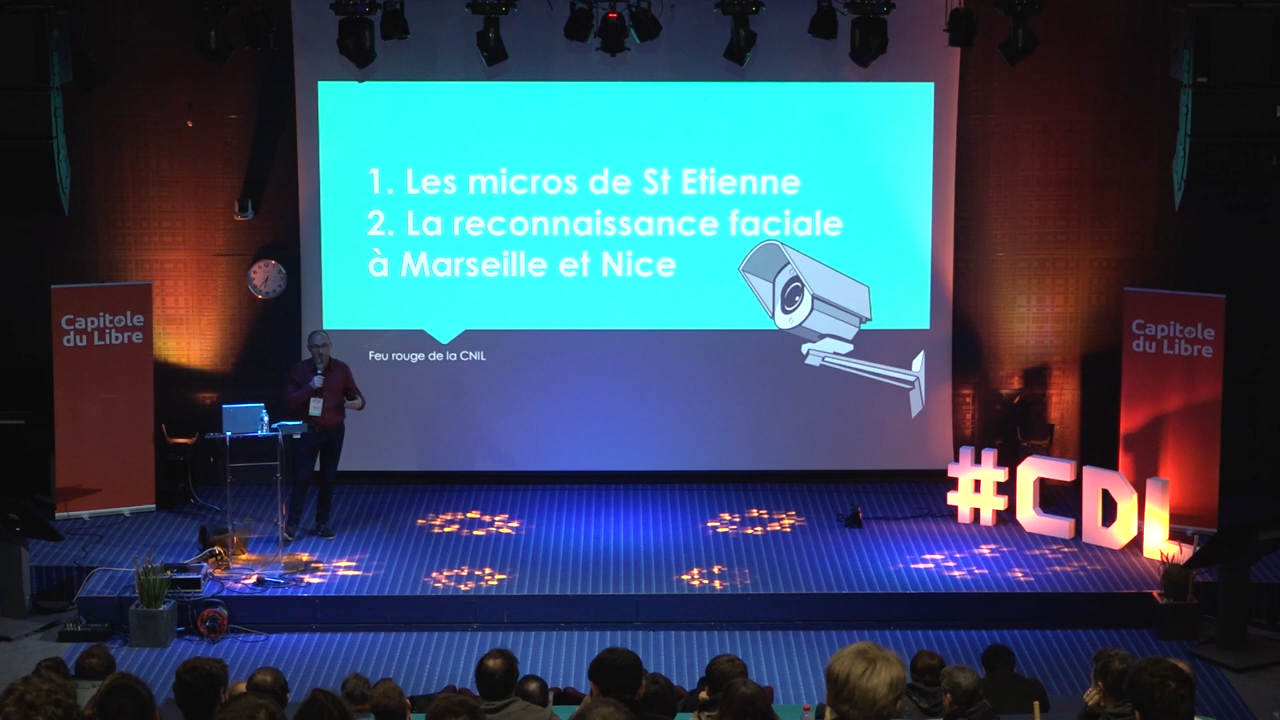 1. Les micros de St Etienne
2. La reconnaissance faciale
à Marseille et Nice
Feu rouge de la CNIL
Capitole
du Libre
Capitole
du Libre
#CDL